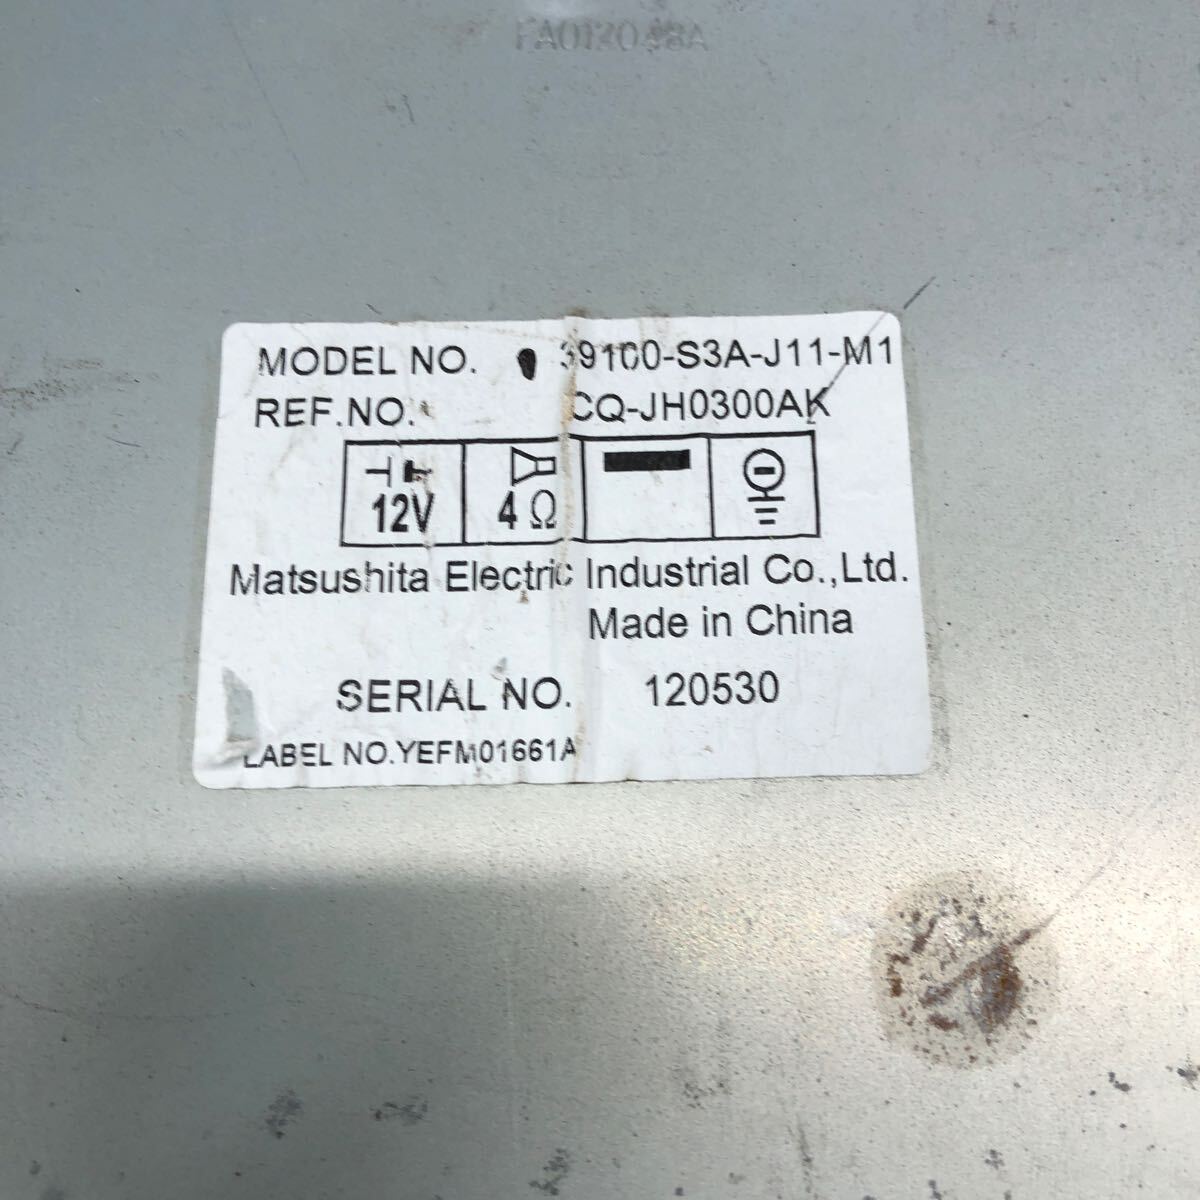 MODEL NO. 39100-S3A-J11-M1
REF.NO. CQ-JH0300AK
12V 4 Ω
Matsushita Electric Industrial Co.,Ltd.
Made in China
SERIAL NO. 120530
LABEL NO.YEFM01661A